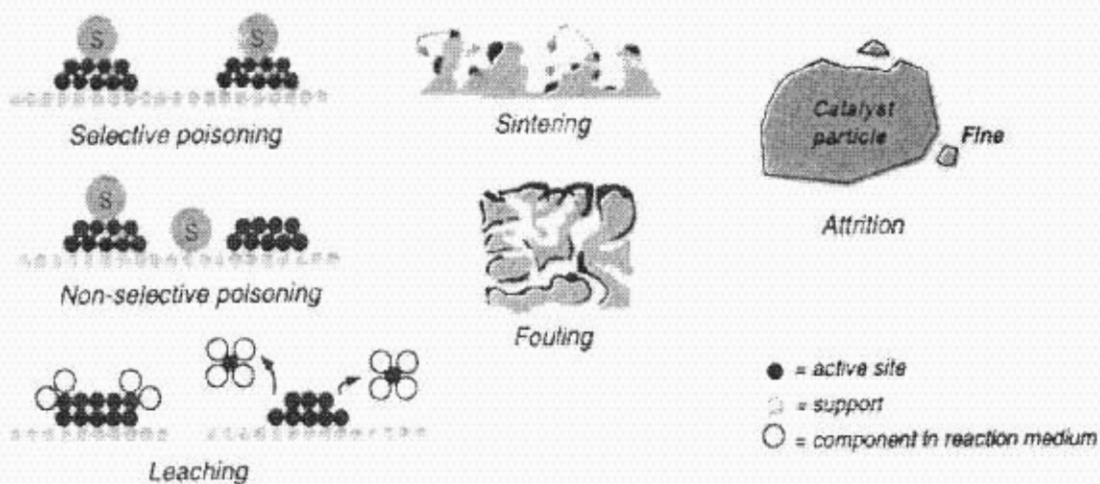 S
S
Selective poisoning
S
S
Non-selective poisoning
Leaching
Sintering
Fouling
Catalyst
particle
Fine
Attrition
= active site
= support
= component in reaction medium